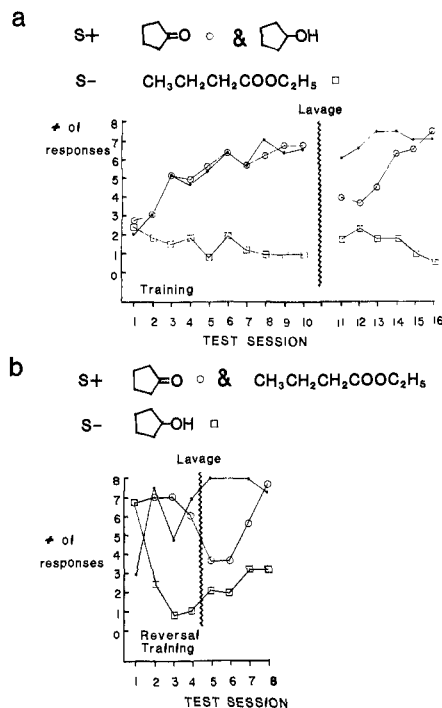 a
S+ =O ○ & OH
S- CH3CH2CH2COOC2H5 □
Lavage
# of
responses
8
7
6
5
4
3
2
1
0
Training
1 2 3 4 5 6 7 8 9 10 11 12 13 14 15 16
TEST SESSION
b
S+ =O ○ & CH3CH2CH2COOC2H5
S- OH □
Lavage
# of
responses
8
7
6
5
4
3
2
1
0
Reversal
Training
1 2 3 4 5 6 7 8
TEST SESSION